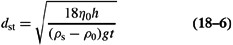 d_st = √(18η₀h / (ρ_s − ρ₀)gt) (18–6)